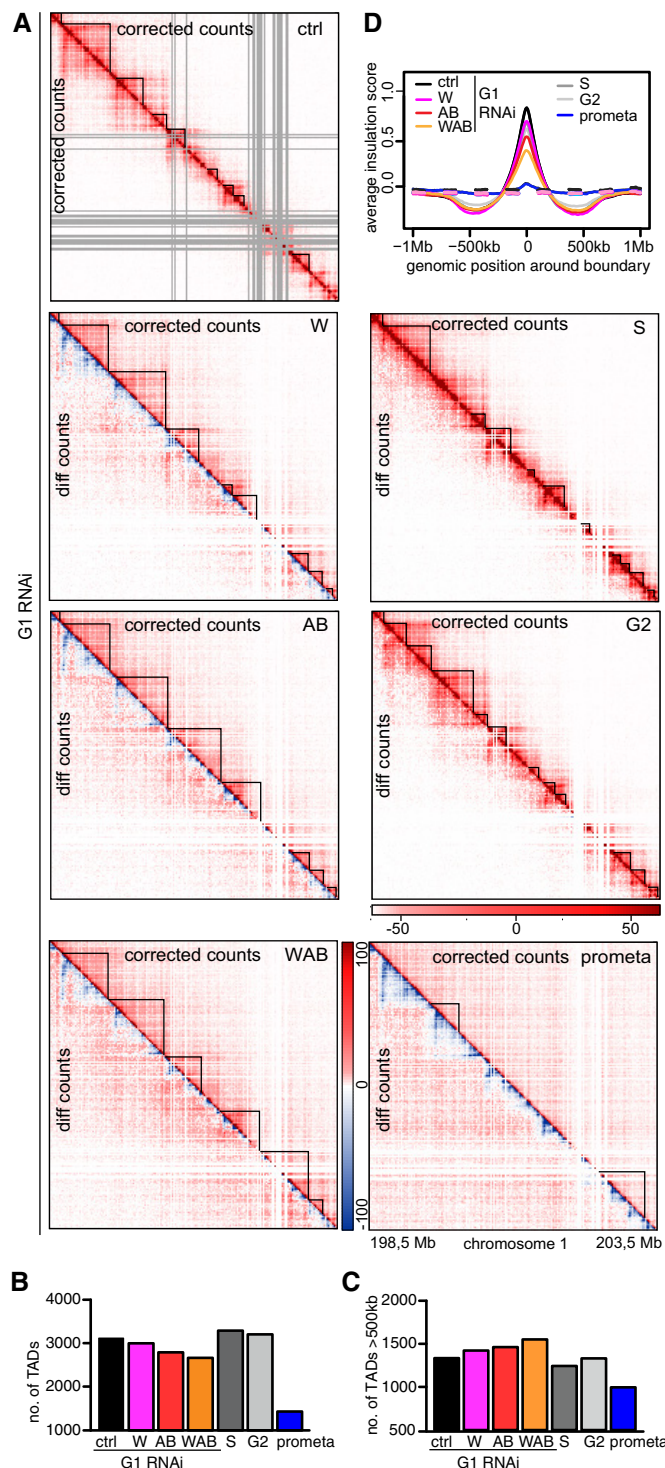 A
corrected counts
ctrl
corrected counts
D
ctrl
W
AB
WAB
G1
RNAi
S
G2
prometa
average insulation score
1.0
0.5
0.0
−1Mb
−500kb
0
500kb
1Mb
genomic position around boundary
G1 RNAi
corrected counts
W
diff counts
corrected counts
S
diff counts
corrected counts
AB
diff counts
corrected counts
G2
diff counts
-50
0
50
corrected counts
WAB
diff counts
100
0
-100
corrected counts
prometa
diff counts
198,5 Mb
chromosome 1
203,5 Mb
B
no. of TADs
4000
3000
2000
1000
ctrl
W
AB
WAB
S
G2
prometa
G1 RNAi
C
no. of TADs >500kb
2000
1500
1000
500
ctrl
W
AB
WAB
S
G2
prometa
G1 RNAi